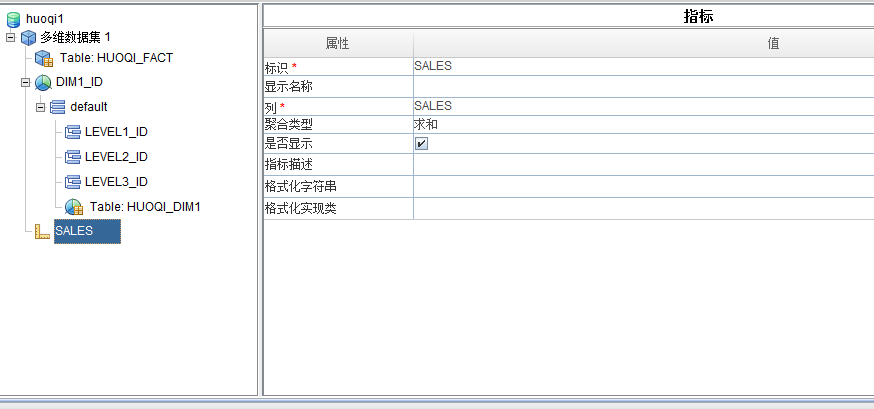 huoqi1
多维数据集 1
Table: HUOQI_FACT
DIM1_ID
default
LEVEL1_ID
LEVEL2_ID
LEVEL3_ID
Table: HUOQI_DIM1
SALES
指标
属性 值
标识 * SALES
显示名称
列 * SALES
聚合类型 求和
是否显示
指标描述
格式化字符串
格式化实现类